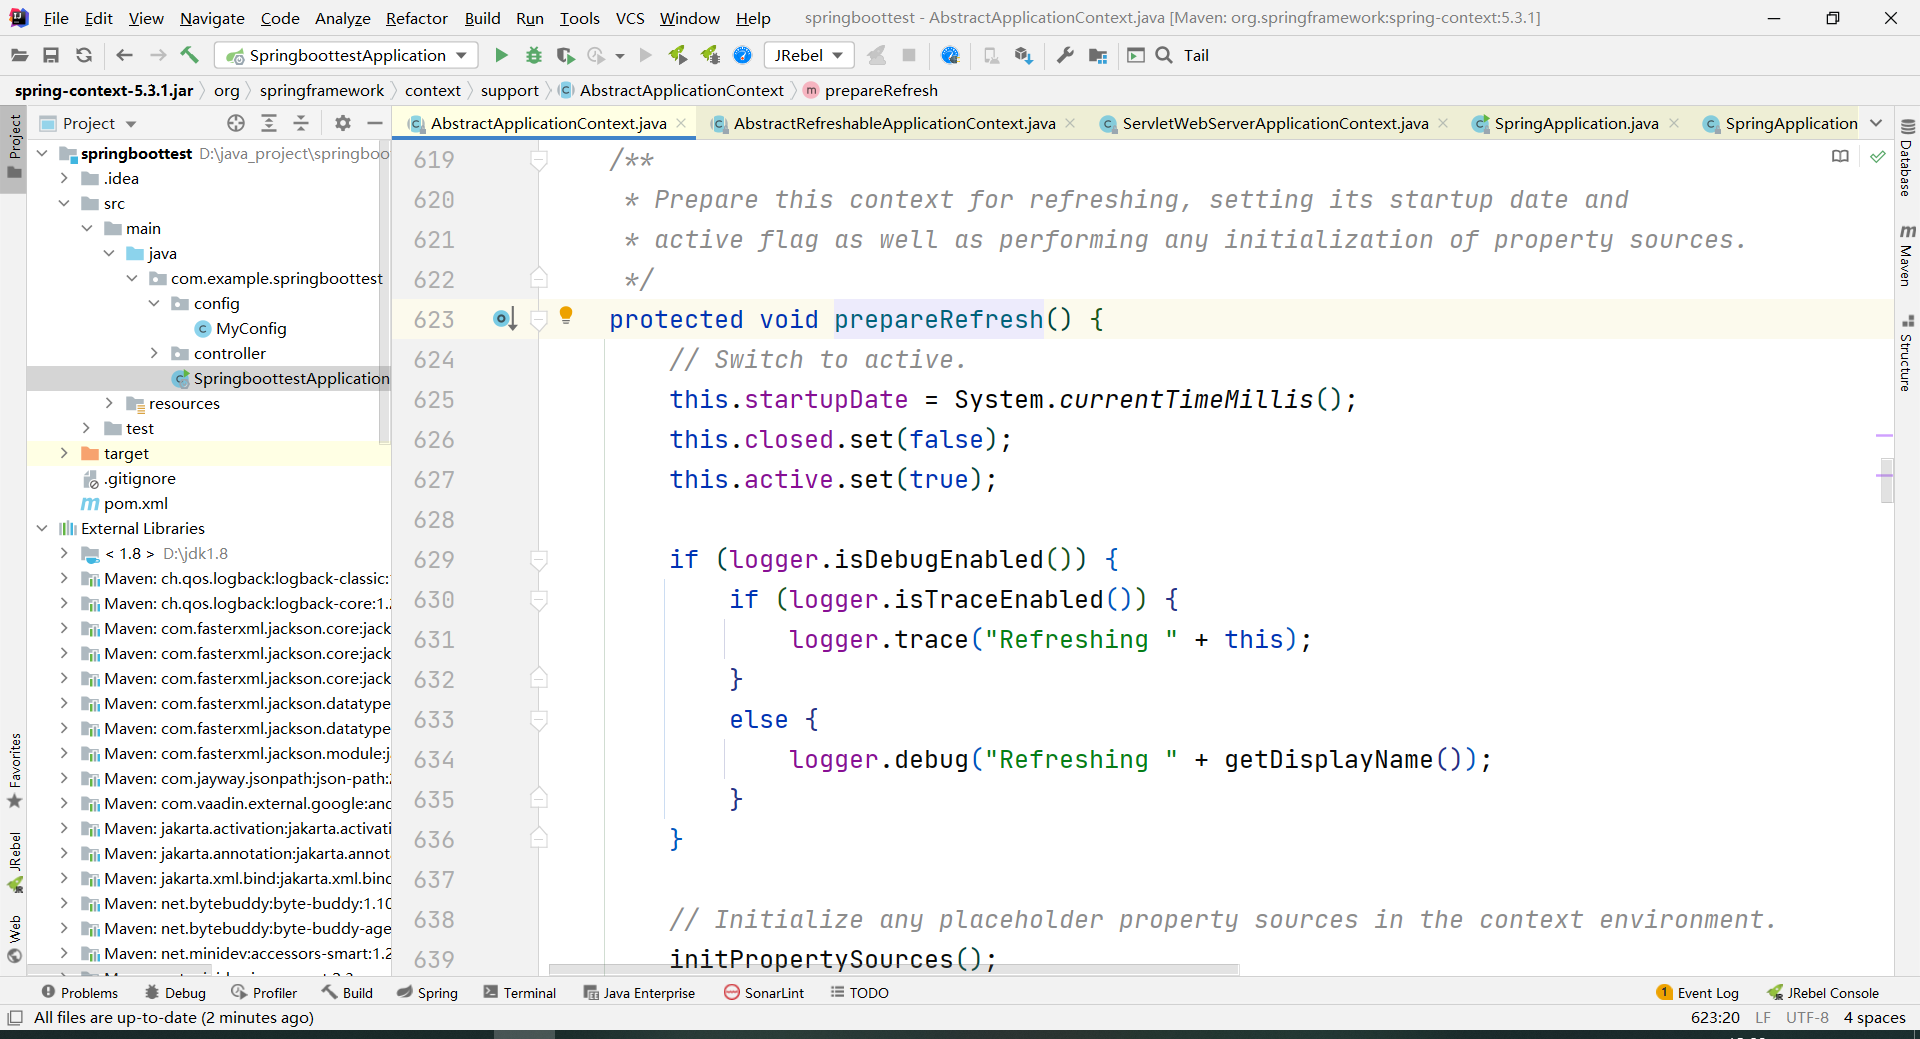 File Edit View Navigate Code Analyze Refactor Build Run Tools VCS Window Help springboottest - AbstractApplicationContext.java [Maven: org.springframework:spring-context:5.3.1]
SpringboottestApplication JRebel Tail
spring-context-5.3.1.jar org springframework context support AbstractApplicationContext prepareRefresh
Project
AbstractApplicationContext.java AbstractRefreshableApplicationContext.java ServletWebServerApplicationContext.java SpringApplication.java SpringApplication
Project
Favorites
JRebel
Web
springboottest D:\java_project\springboo
.idea
src
main
java
com.example.springboottest
config
MyConfig
controller
SpringboottestApplication
resources
test
target
.gitignore
pom.xml
External Libraries
< 1.8 > D:\jdk1.8
Maven: ch.qos.logback:logback-classic:
Maven: ch.qos.logback:logback-core:1.2
Maven: com.fasterxml.jackson.core:jack
Maven: com.fasterxml.jackson.core:jack
Maven: com.fasterxml.jackson.core:jack
Maven: com.fasterxml.jackson.datatype
Maven: com.fasterxml.jackson.datatype
Maven: com.fasterxml.jackson.module:j
Maven: com.jayway.jsonpath:json-path:
Maven: com.vaadin.external.google:and
Maven: jakarta.activation:jakarta.activati
Maven: jakarta.annotation:jakarta.annot
Maven: jakarta.xml.bind:jakarta.xml.bind
Maven: net.bytebuddy:byte-buddy:1.10
Maven: net.bytebuddy:byte-buddy-age
Maven: net.minidev:accessors-smart:1.2
619 /**
620 * Prepare this context for refreshing, setting its startup date and
621 * active flag as well as performing any initialization of property sources.
622 */
623 protected void prepareRefresh() {
624 // Switch to active.
625 this.startupDate = System.currentTimeMillis();
626 this.closed.set(false);
627 this.active.set(true);
628
629 if (logger.isDebugEnabled()) {
630 if (logger.isTraceEnabled()) {
631 logger.trace("Refreshing " + this);
632 }
633 else {
634 logger.debug("Refreshing " + getDisplayName());
635 }
636 }
637
638 // Initialize any placeholder property sources in the context environment.
639 initPropertySources();
Database
m Maven
Structure
Problems Debug Profiler Build Spring Terminal Java Enterprise SonarLint TODO 1 Event Log JRebel Console
All files are up-to-date (2 minutes ago) 623:20 LF UTF-8 4 spaces